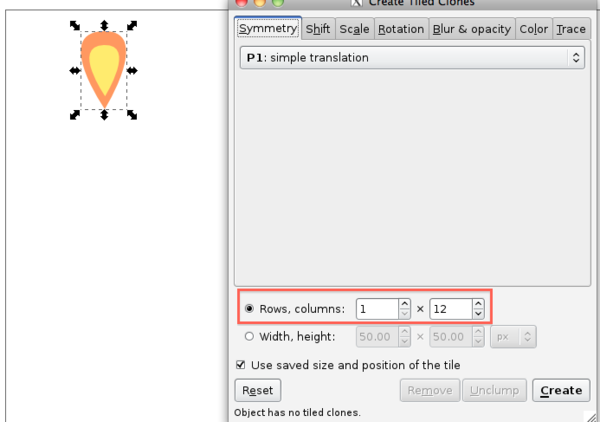 Create Tiled Clones
Symmetry Shift Scale Rotation Blur & opacity Color Trace
P1: simple translation
Rows, columns: 1 × 12
Width, height: 50.00 × 50.00 px
Use saved size and position of the tile
Reset Remove Unclump Create
Object has no tiled clones.